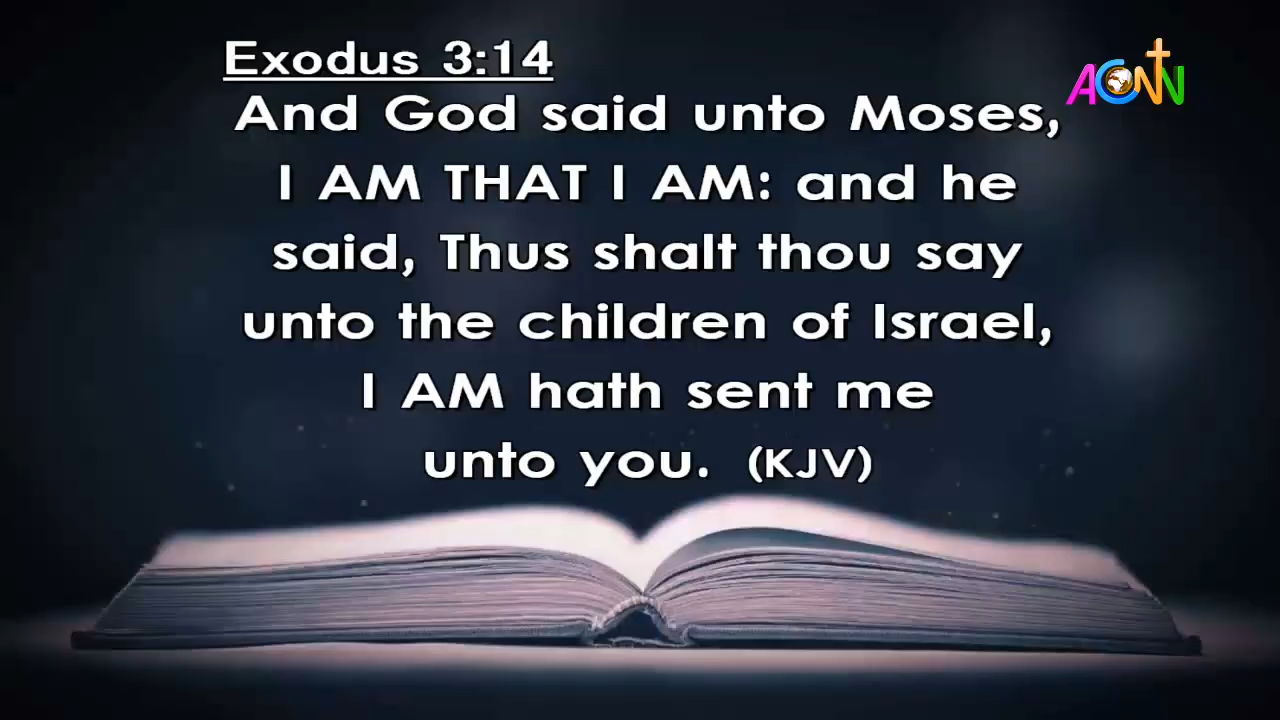 Exodus 3:14
And God said unto Moses,
I AM THAT I AM: and he
said, Thus shalt thou say
unto the children of Israel,
I AM hath sent me
unto you. (KJV)
ACNN